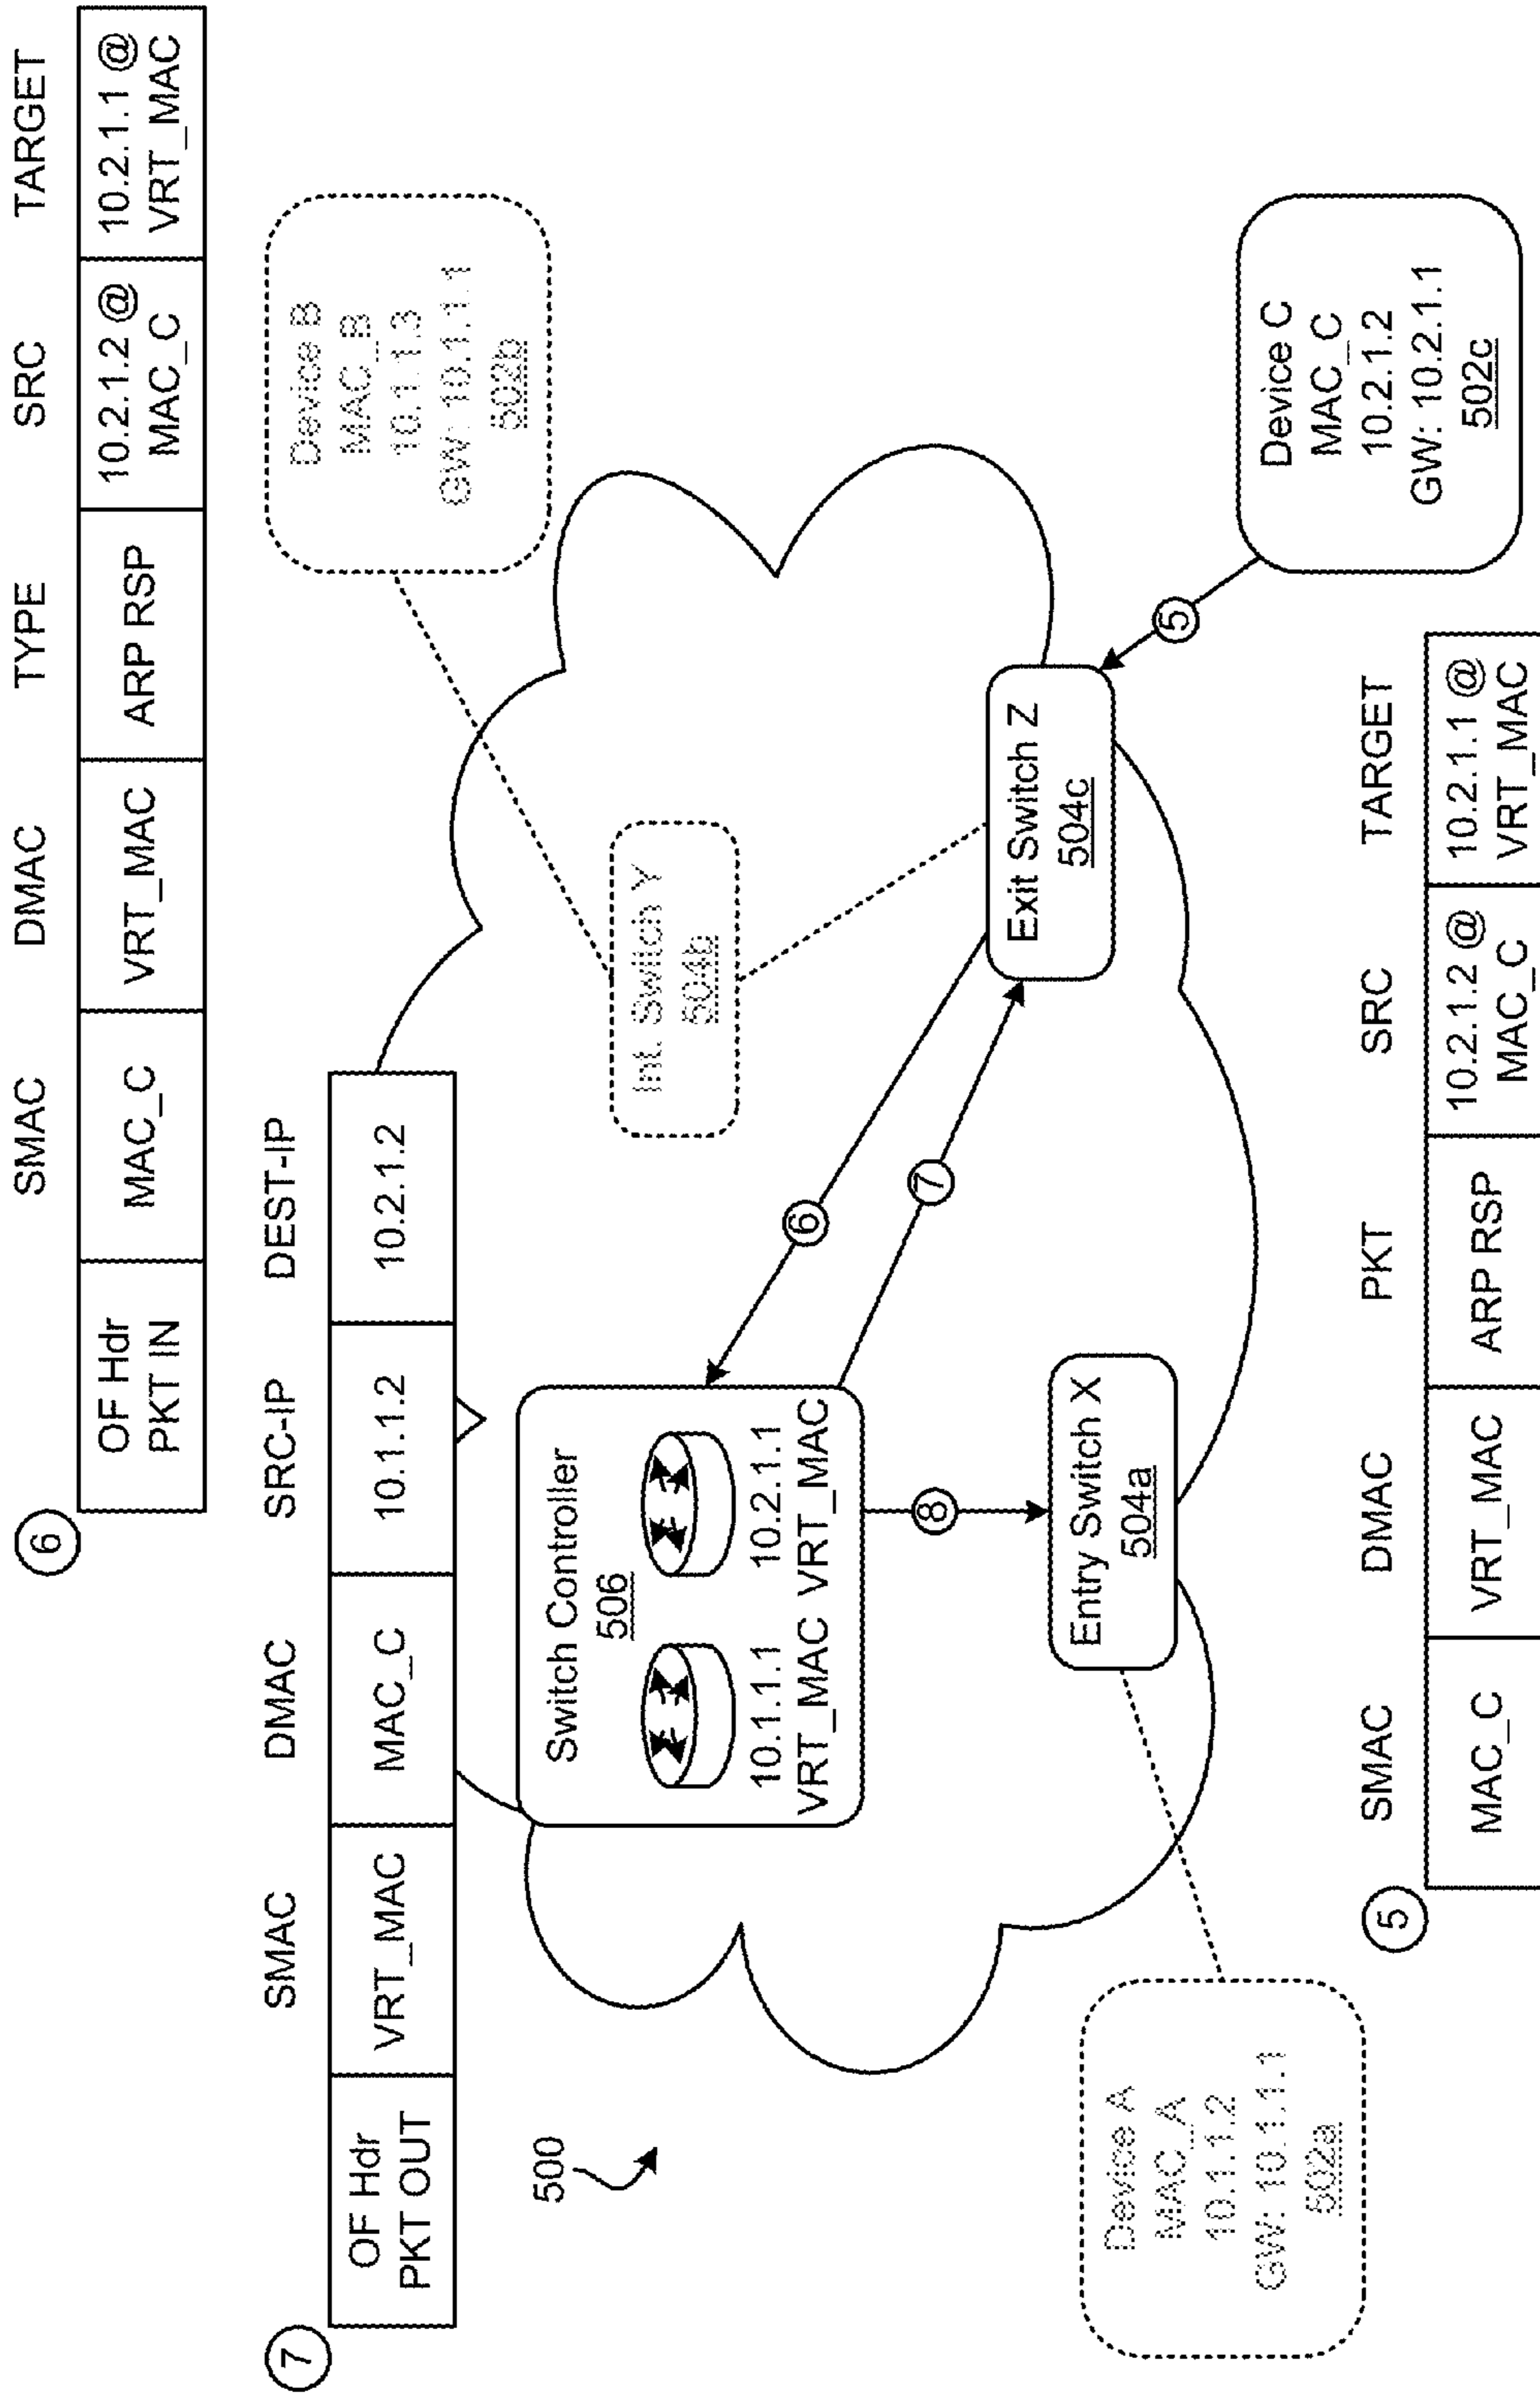 6
SMAC
DMAC
TYPE
SRC
TARGET
OF Hdr
PKT IN
MAC_C
VRT_MAC
ARP RSP
10.2.1.2 @
MAC_C
10.2.1.1 @
VRT_MAC
7
SMAC
DMAC
SRC-IP
DEST-IP
OF Hdr
PKT OUT
VRT_MAC
MAC_C
10.1.1.2
10.2.1.2
Device B
MAC_B
10.1.1.3
GW: 10.1.1.1
502b
500
Switch Controller
506
10.1.1.1 10.2.1.1
VRT_MAC VRT_MAC
Int. Switch Y
504b
6
7
8
Exit Switch Z
504c
5
Entry Switch X
504a
Device A
MAC_A
10.1.1.2
GW: 10.1.1.1
502a
Device C
MAC_C
10.2.1.2
GW: 10.2.1.1
502c
5
SMAC
DMAC
PKT
SRC
TARGET
MAC_C
VRT_MAC
ARP RSP
10.2.1.2 @
MAC_C
10.2.1.1 @
VRT_MAC